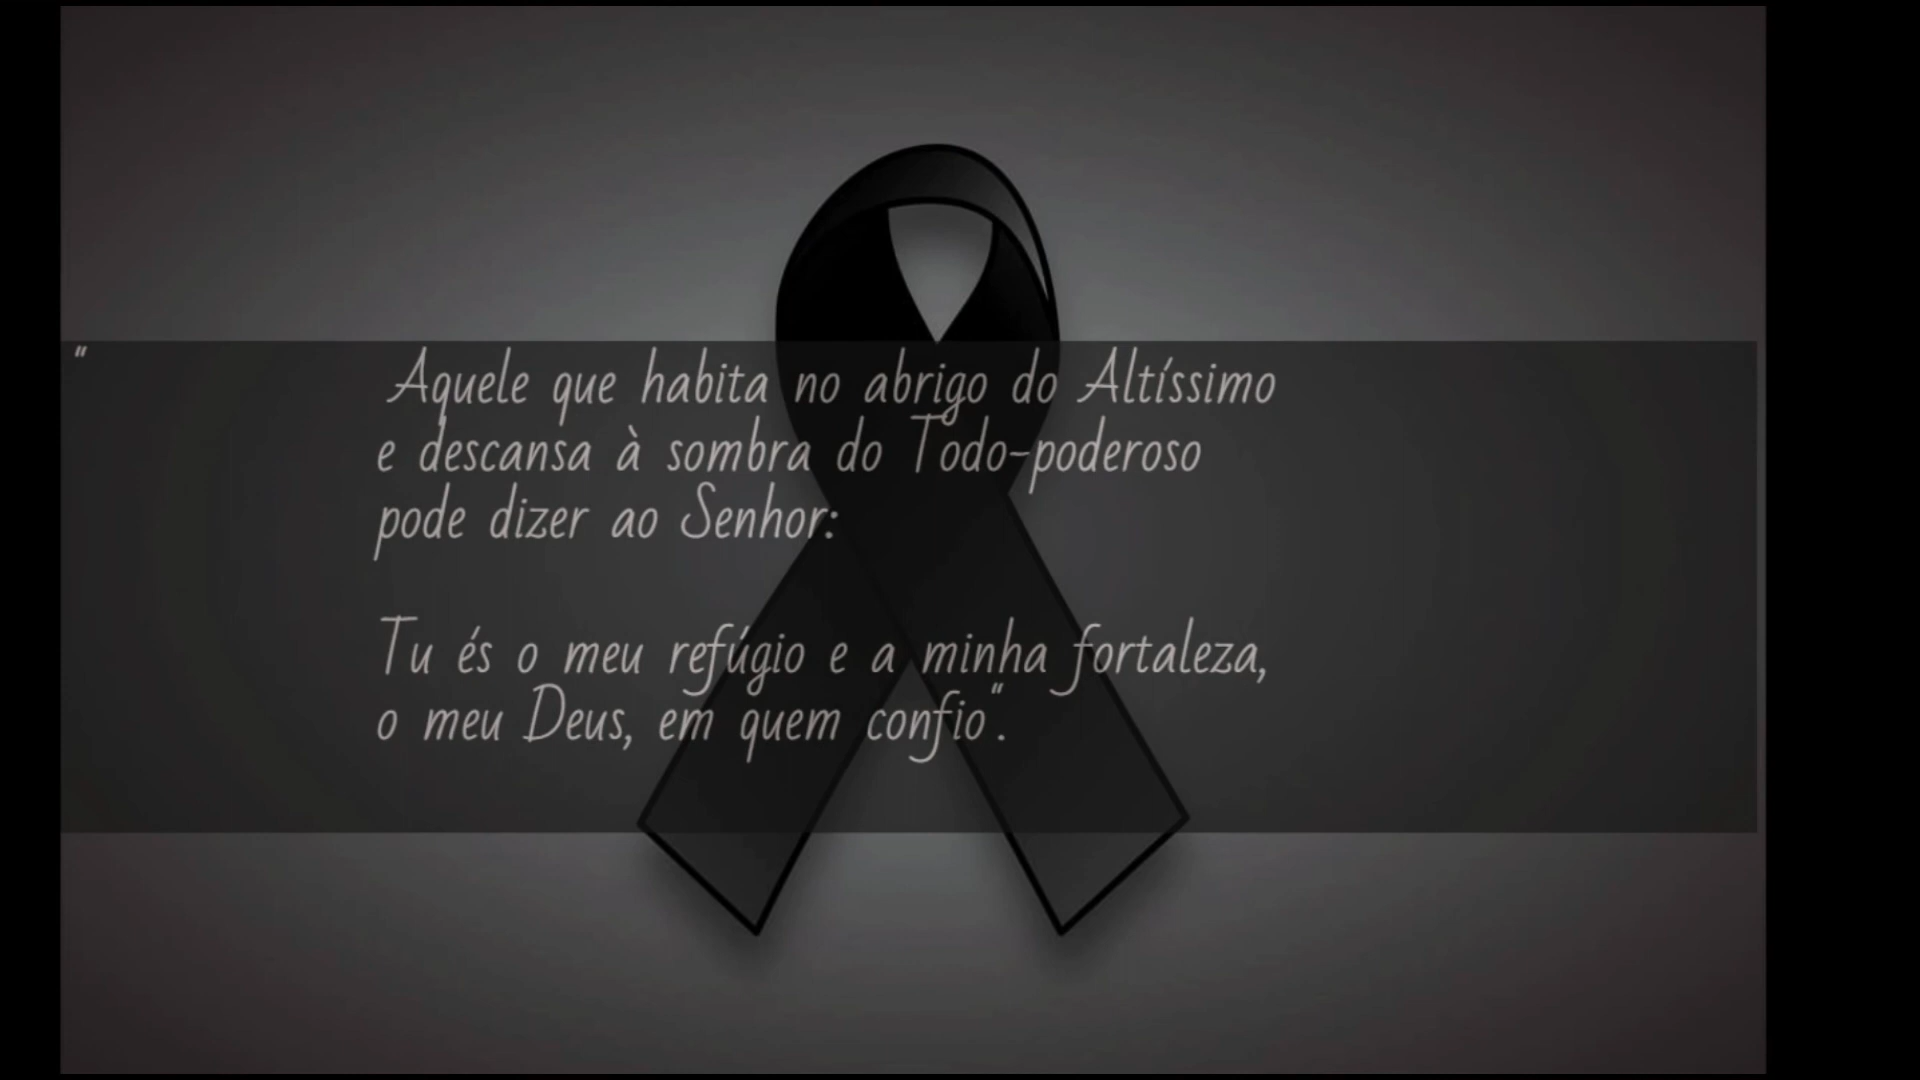 " Aquele que habita no abrigo do Altíssimo
e descansa à sombra do Todo-poderoso
pode dizer ao Senhor:
Tu és o meu refúgio e a minha fortaleza,
o meu Deus, em quem confio".